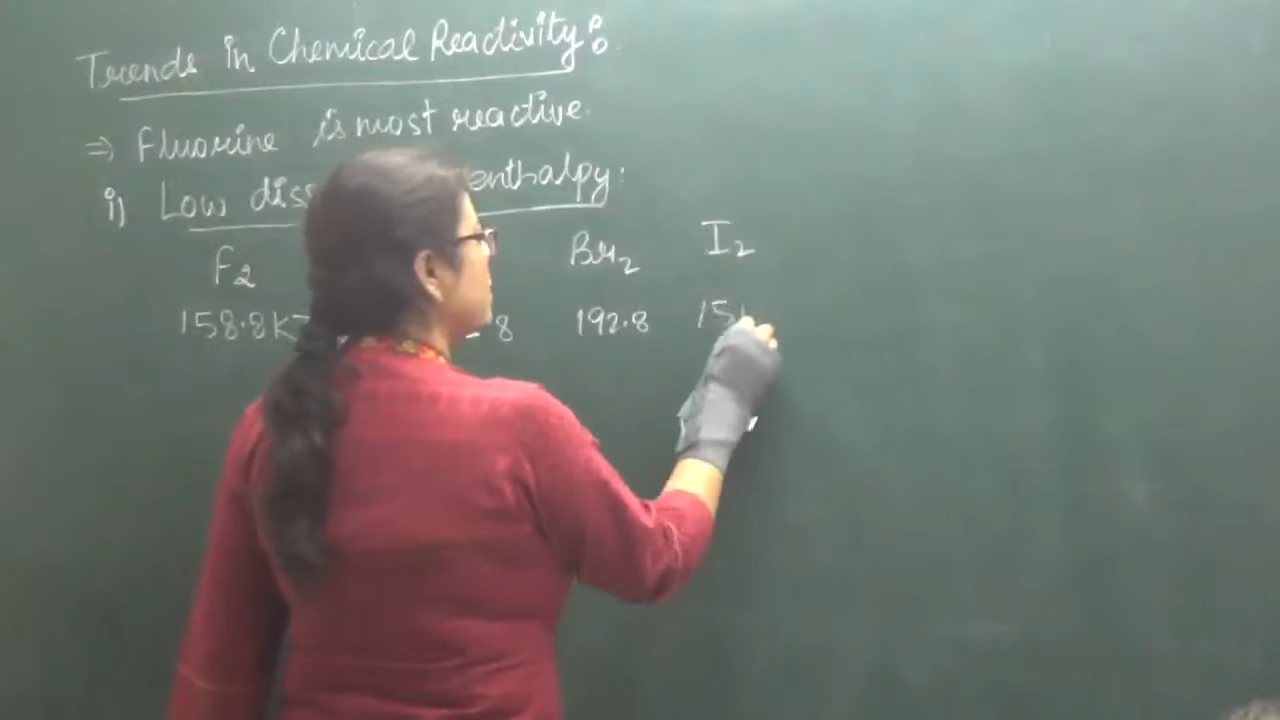 Trends in Chemical Reactivity:
⇒ Fluorine is most reactive.
i) Low enthalpy:
F2 Br2 I2
158.8 8 192.8